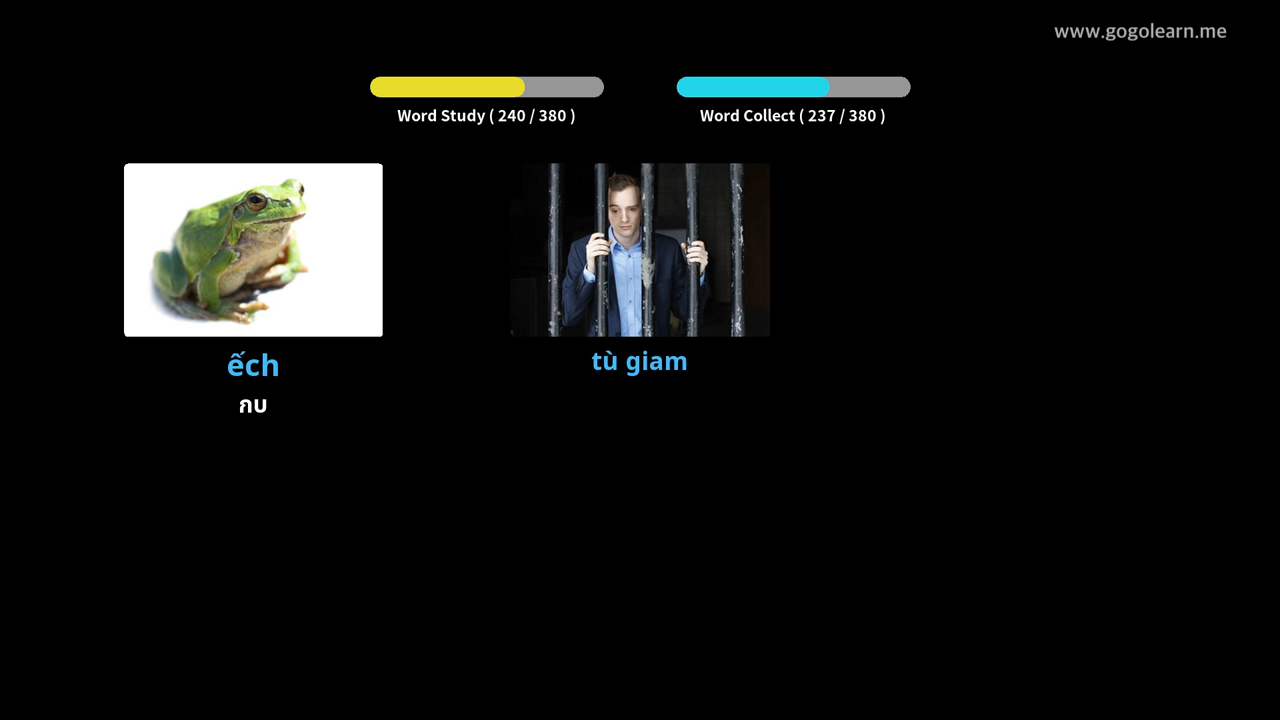 www.gogolearn.me
Word Study ( 240 / 380 )
Word Collect ( 237 / 380 )
ếch
กบ
tù giam